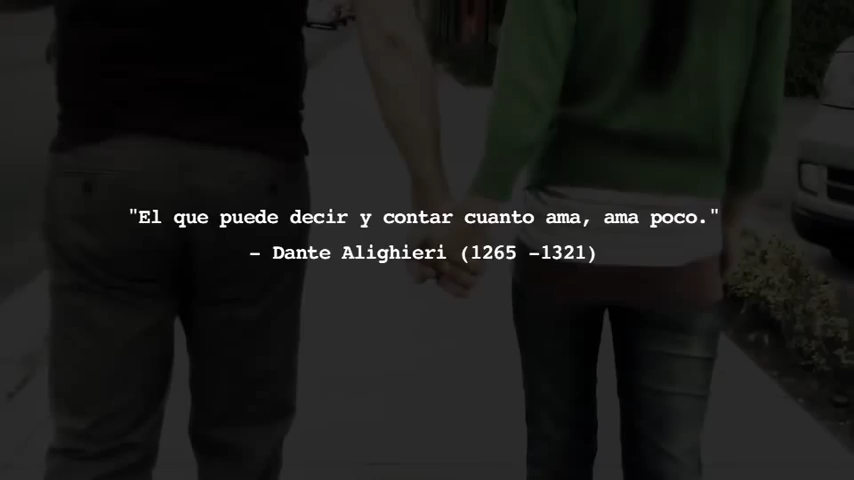 "El que puede decir y contar cuanto ama, ama poco."
– Dante Alighieri (1265 –1321)